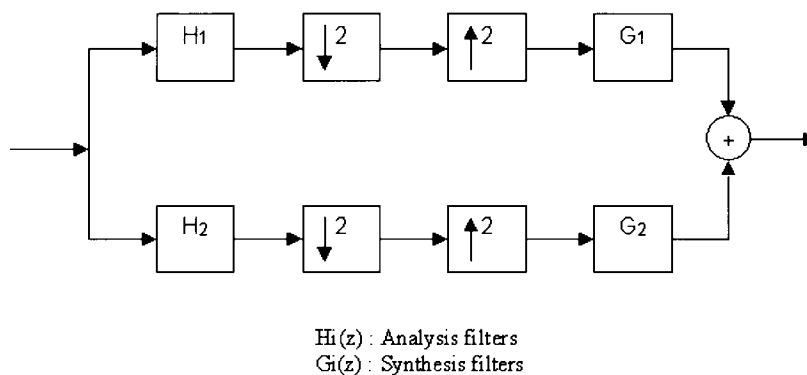 H1
2
2
G1
+
H2
2
2
G2
Hi(z) : Analysis filters
Gi(z) : Synthesis filters